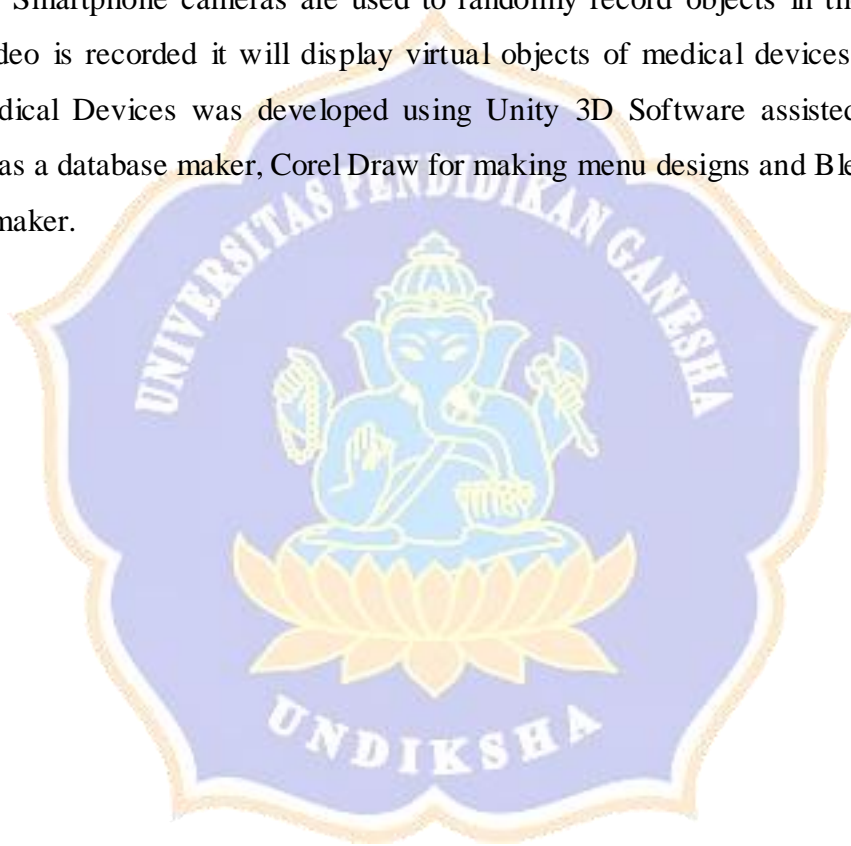 Smartphone cameras are used to randomly record objects in th
deo is recorded it will display virtual objects of medical devices
dical Devices was developed using Unity 3D Software assisted
as a database maker, Corel Draw for making menu designs and Ble
maker.
UNIVERSITAS PENDIDIKAN GANESHA
UNDIKSHA